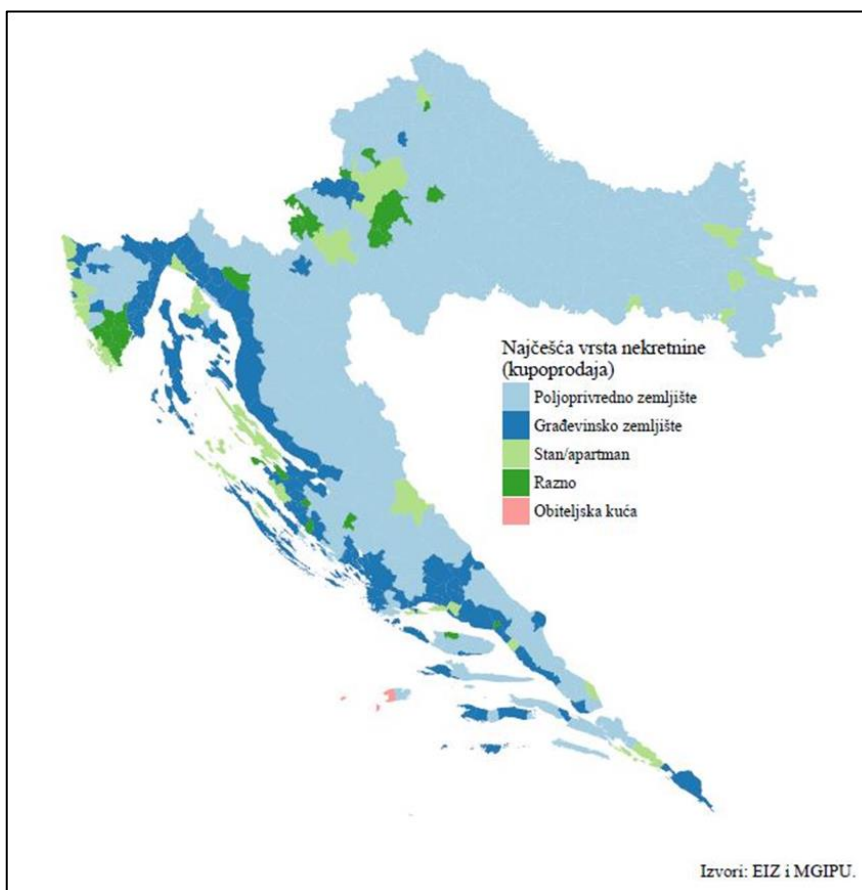 Najčešća vrsta nekretnine
(kupoprodaja)
Poljoprivredno zemljište
Građevinsko zemljište
Stan/apartman
Razno
Obiteljska kuća
Izvori: EIZ i MGIPU.